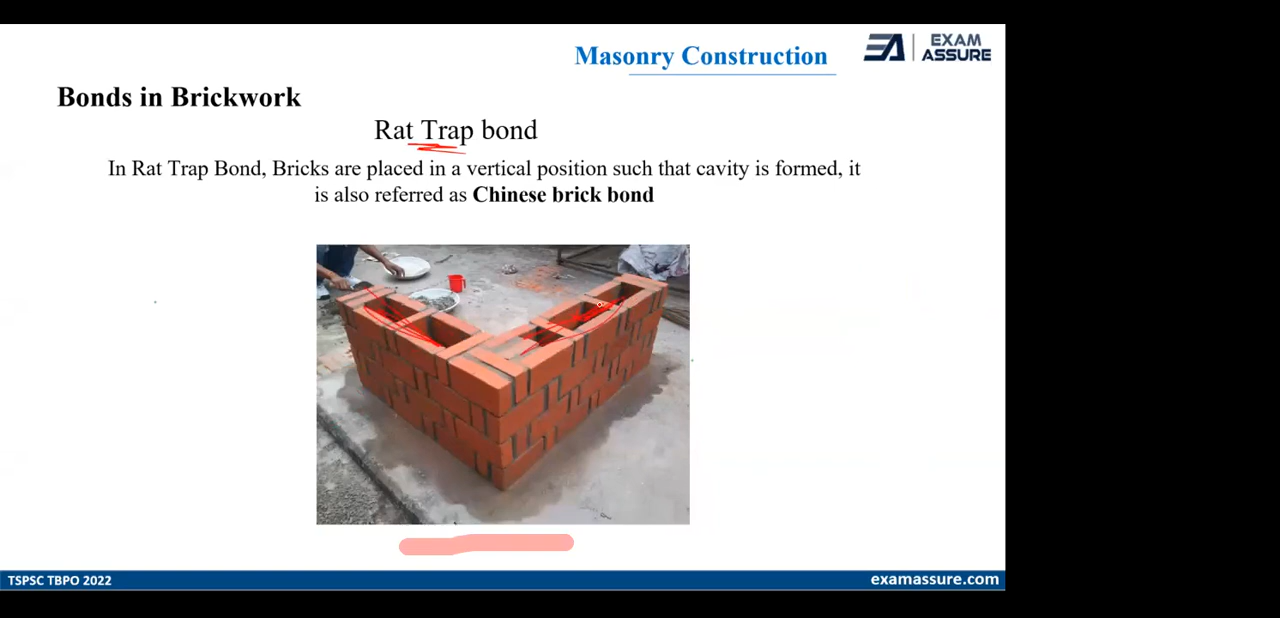 Masonry Construction
EXAM
ASSURE
Bonds in Brickwork
Rat Trap bond
In Rat Trap Bond, Bricks are placed in a vertical position such that cavity is formed, it
is also referred as Chinese brick bond
TSPSC TBPO 2022
examassure.com